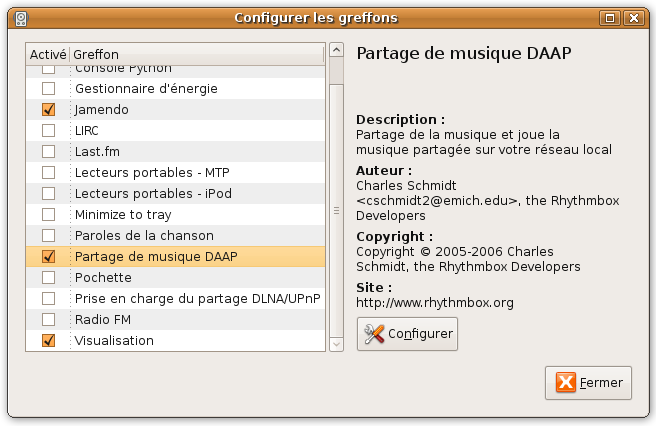 Configurer les greffons
Activé Greffon
Console Python
Gestionnaire d'énergie
Jamendo
LIRC
Last.fm
Lecteurs portables - MTP
Lecteurs portables - iPod
Minimize to tray
Paroles de la chanson
Partage de musique DAAP
Pochette
Prise en charge du partage DLNA/UPnP
Radio FM
Visualisation
Partage de musique DAAP
Description :
Partage de la musique et joue la
musique partagée sur votre réseau local
Auteur :
Charles Schmidt
<cschmidt2@emich.edu>, the Rhythmbox
Developers
Copyright :
Copyright © 2005-2006 Charles
Schmidt, the Rhythmbox Developers
Site :
http://www.rhythmbox.org
Configurer
Fermer